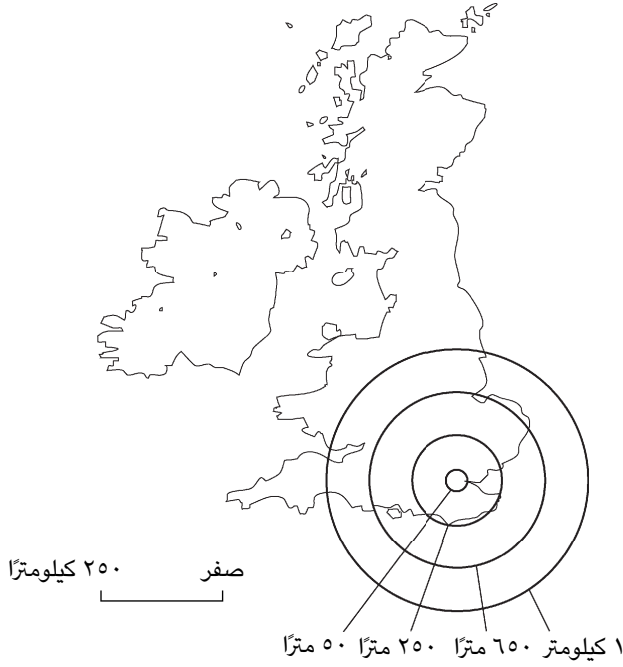 صفر
٢٥٠ كيلومترًا
١ كيلومتر
٦٥٠ مترًا
٢٥٠ مترًا
٥٠ مترًا